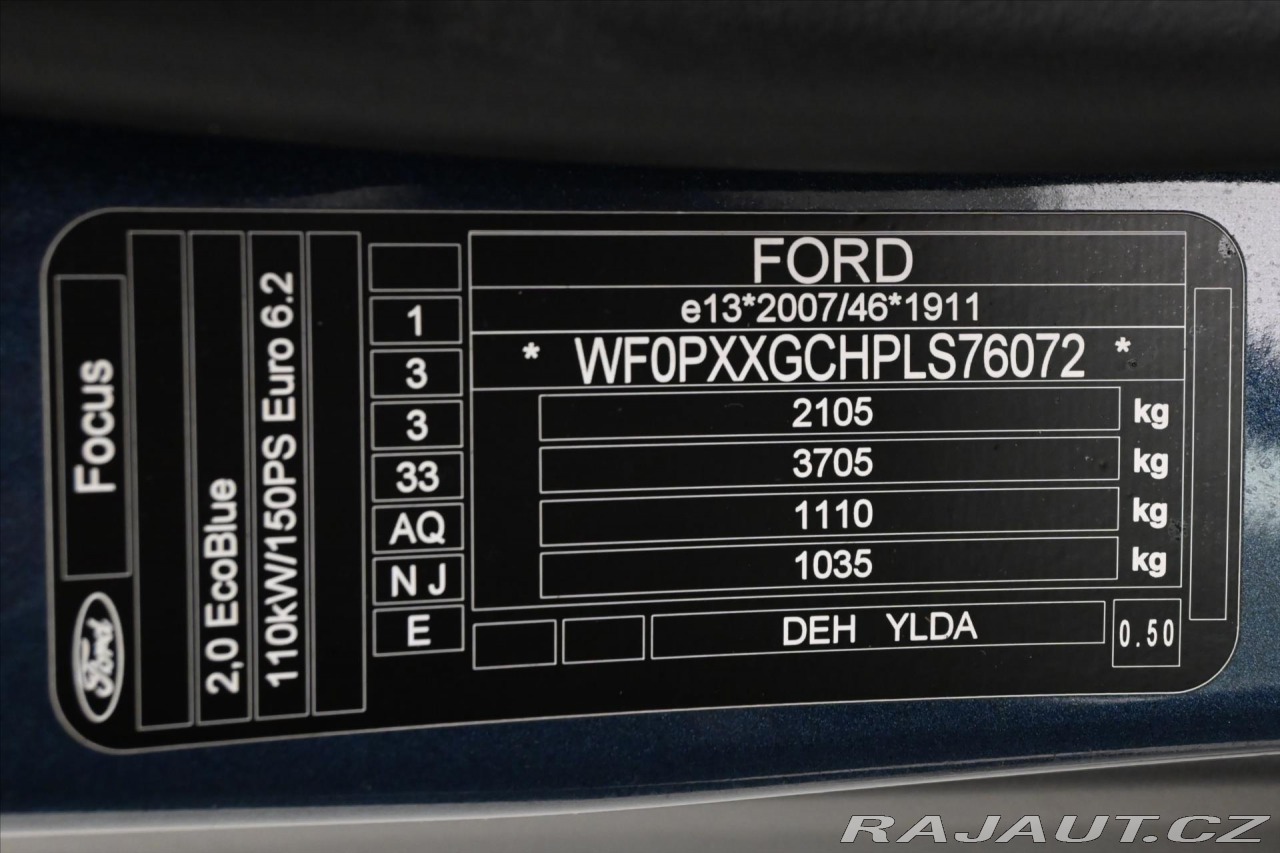 Focus
Ford
2,0 EcoBlue
110kW/150PS Euro 6.2
1
3
3
33
AQ
N J
E
FORD
e13*2007/46*1911
* WF0PXXGCHPLS76072 *
2105 kg
3705 kg
1110 kg
1035 kg
DEH YLDA
0.50
RAJAUT.CZ